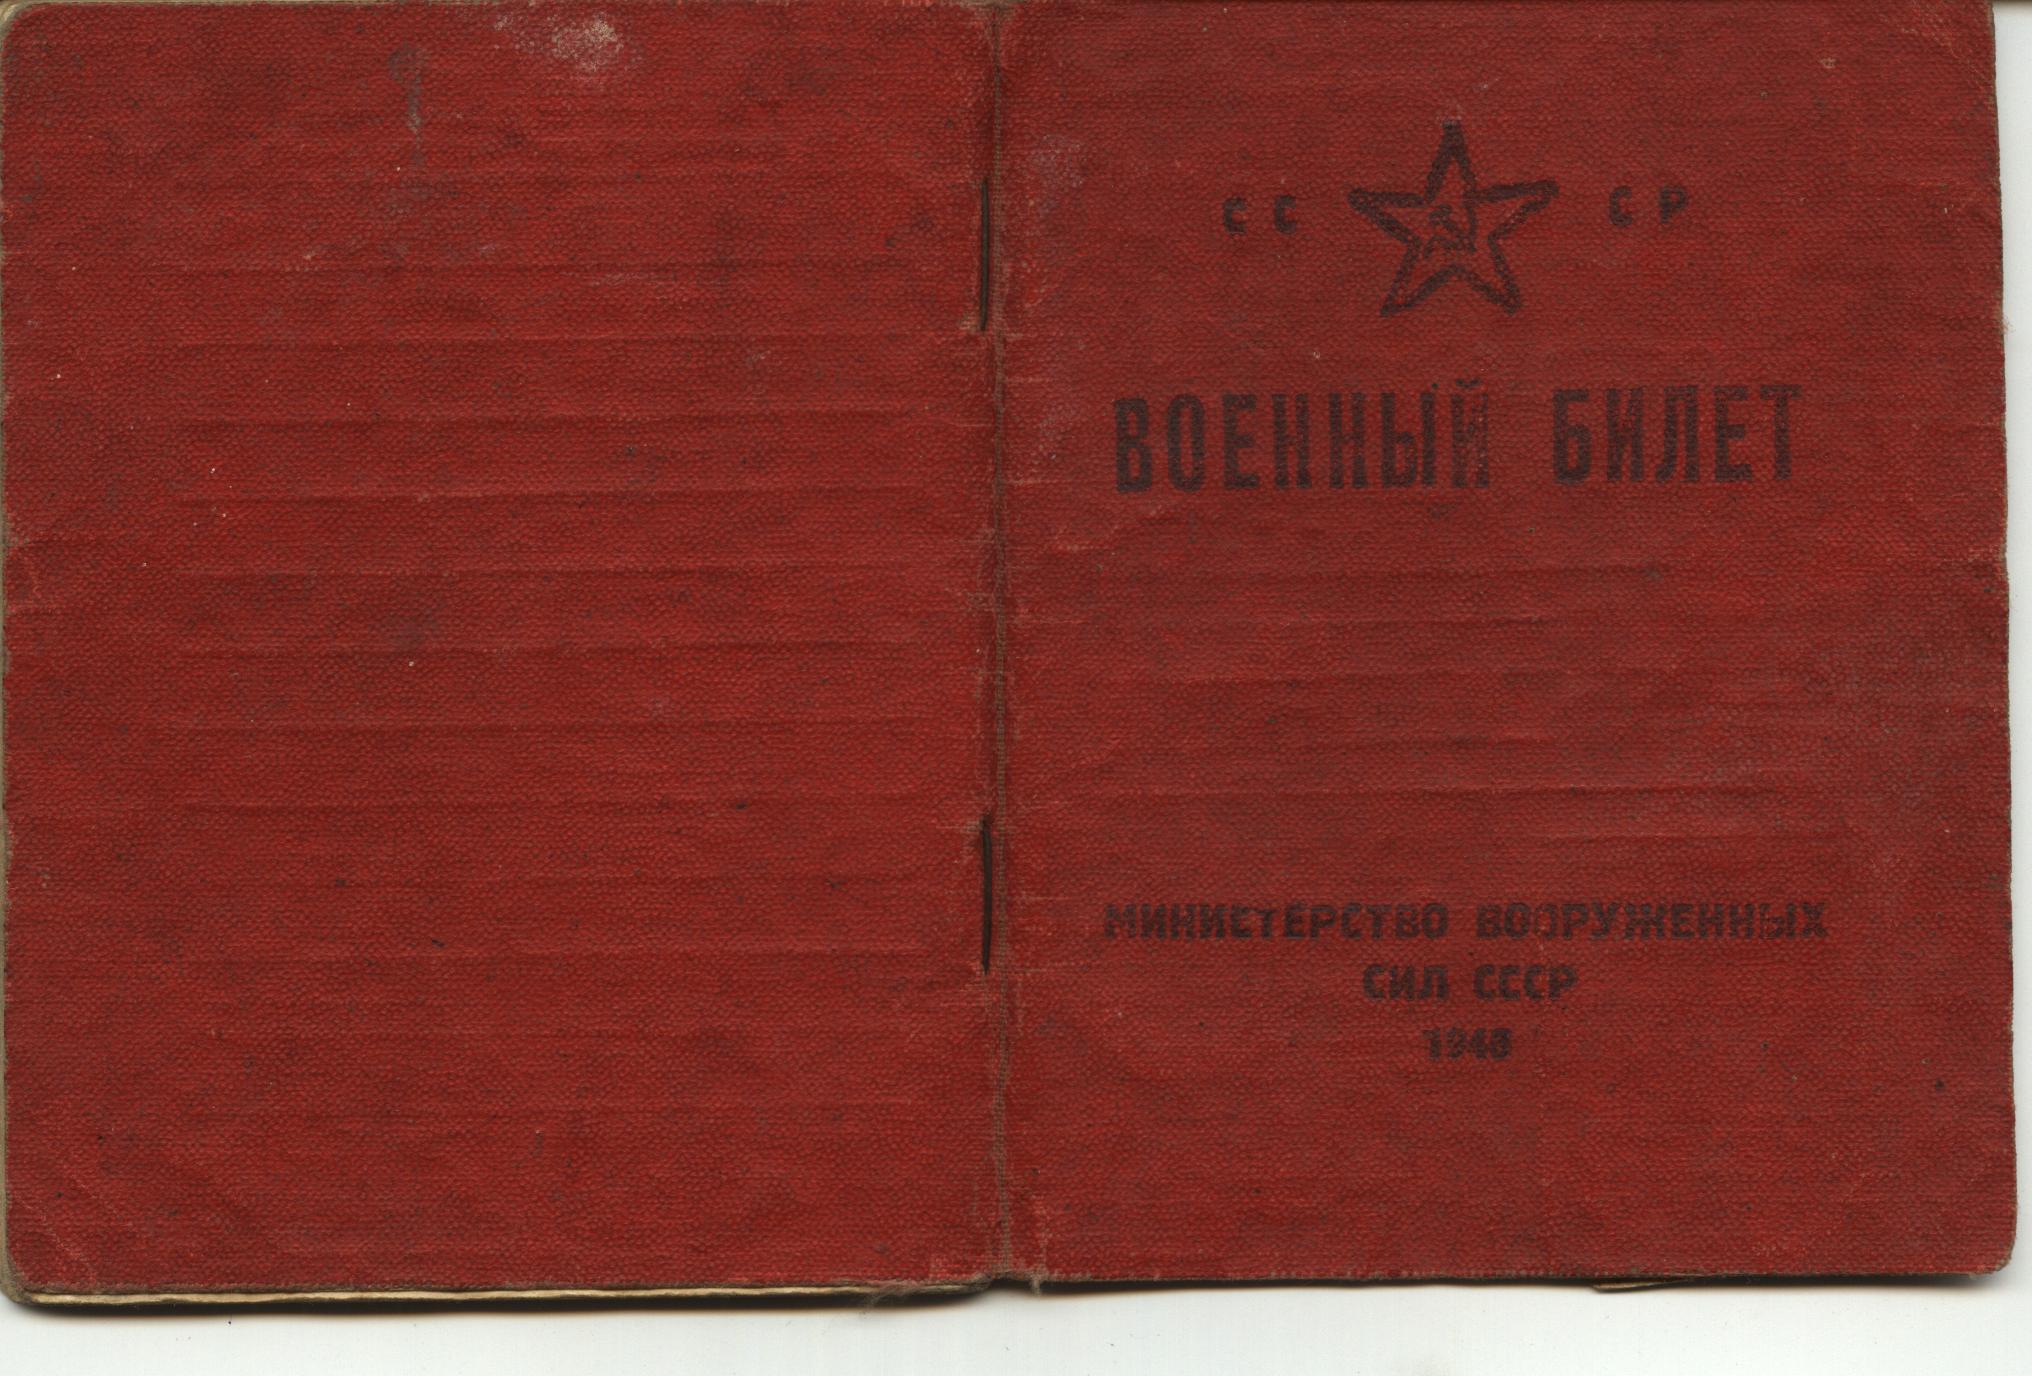 СС СР
ВОЕННЫЙ БИЛЕТ
МИНИСТЕРСТВО ВООРУЖЕННЫХ
СИЛ СССР